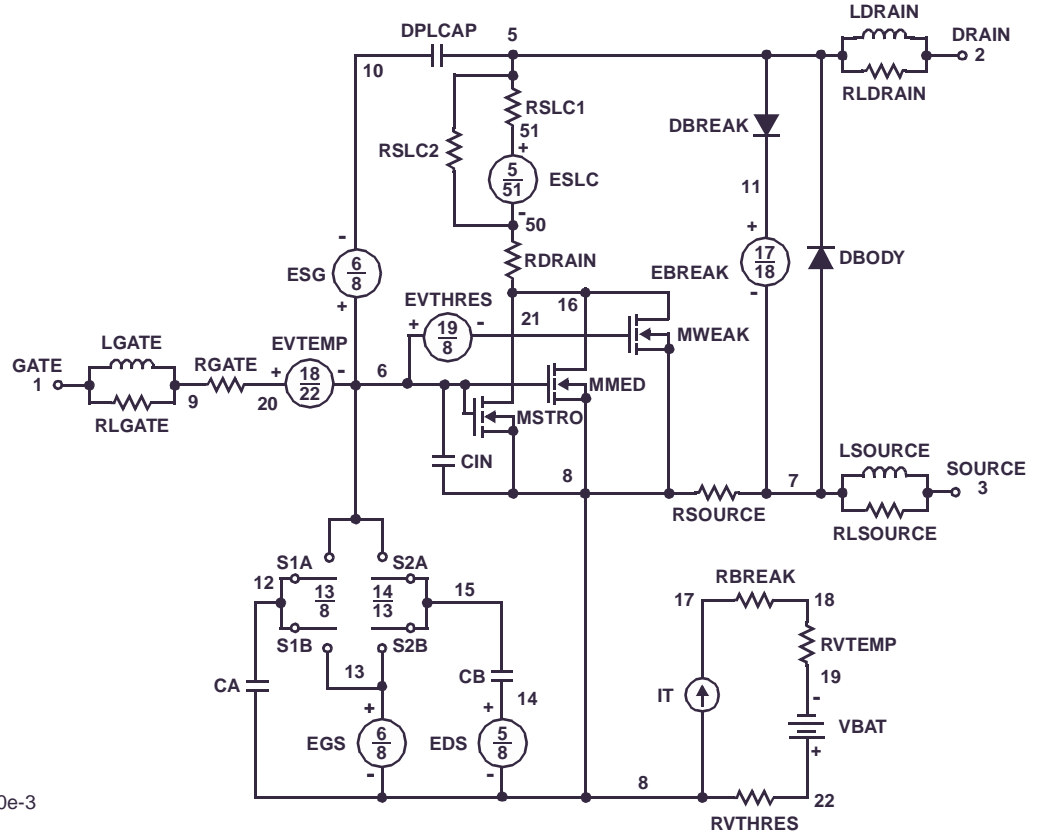 LDRAIN
DPLCAP 5 DRAIN
10 2
RLDRAIN
RSLC1
51
DBREAK
RSLC2
+
5
51
ESLC
11
-
50
-
+
RDRAIN
17
18
DBODY
ESG 6
8
EBREAK
-
+
EVTHRES
16
21
+ 19
8 -
MWEAK
LGATE
EVTEMP
GATE
1
RGATE
+ 18
22 -
6
MMED
9
20
RLGATE
MSTRO
CIN
LSOURCE
8
7
SOURCE
3
RSOURCE
RLSOURCE
S1A
S2A
12
13
8
14
13
15
RBREAK
17
18
S1B
S2B
RVTEMP
13
CB
CA
19
14
IT
-
+
+
VBAT
EGS 6
8
EDS 5
8
+
-
-
8
22
0e-3
RVTHRES